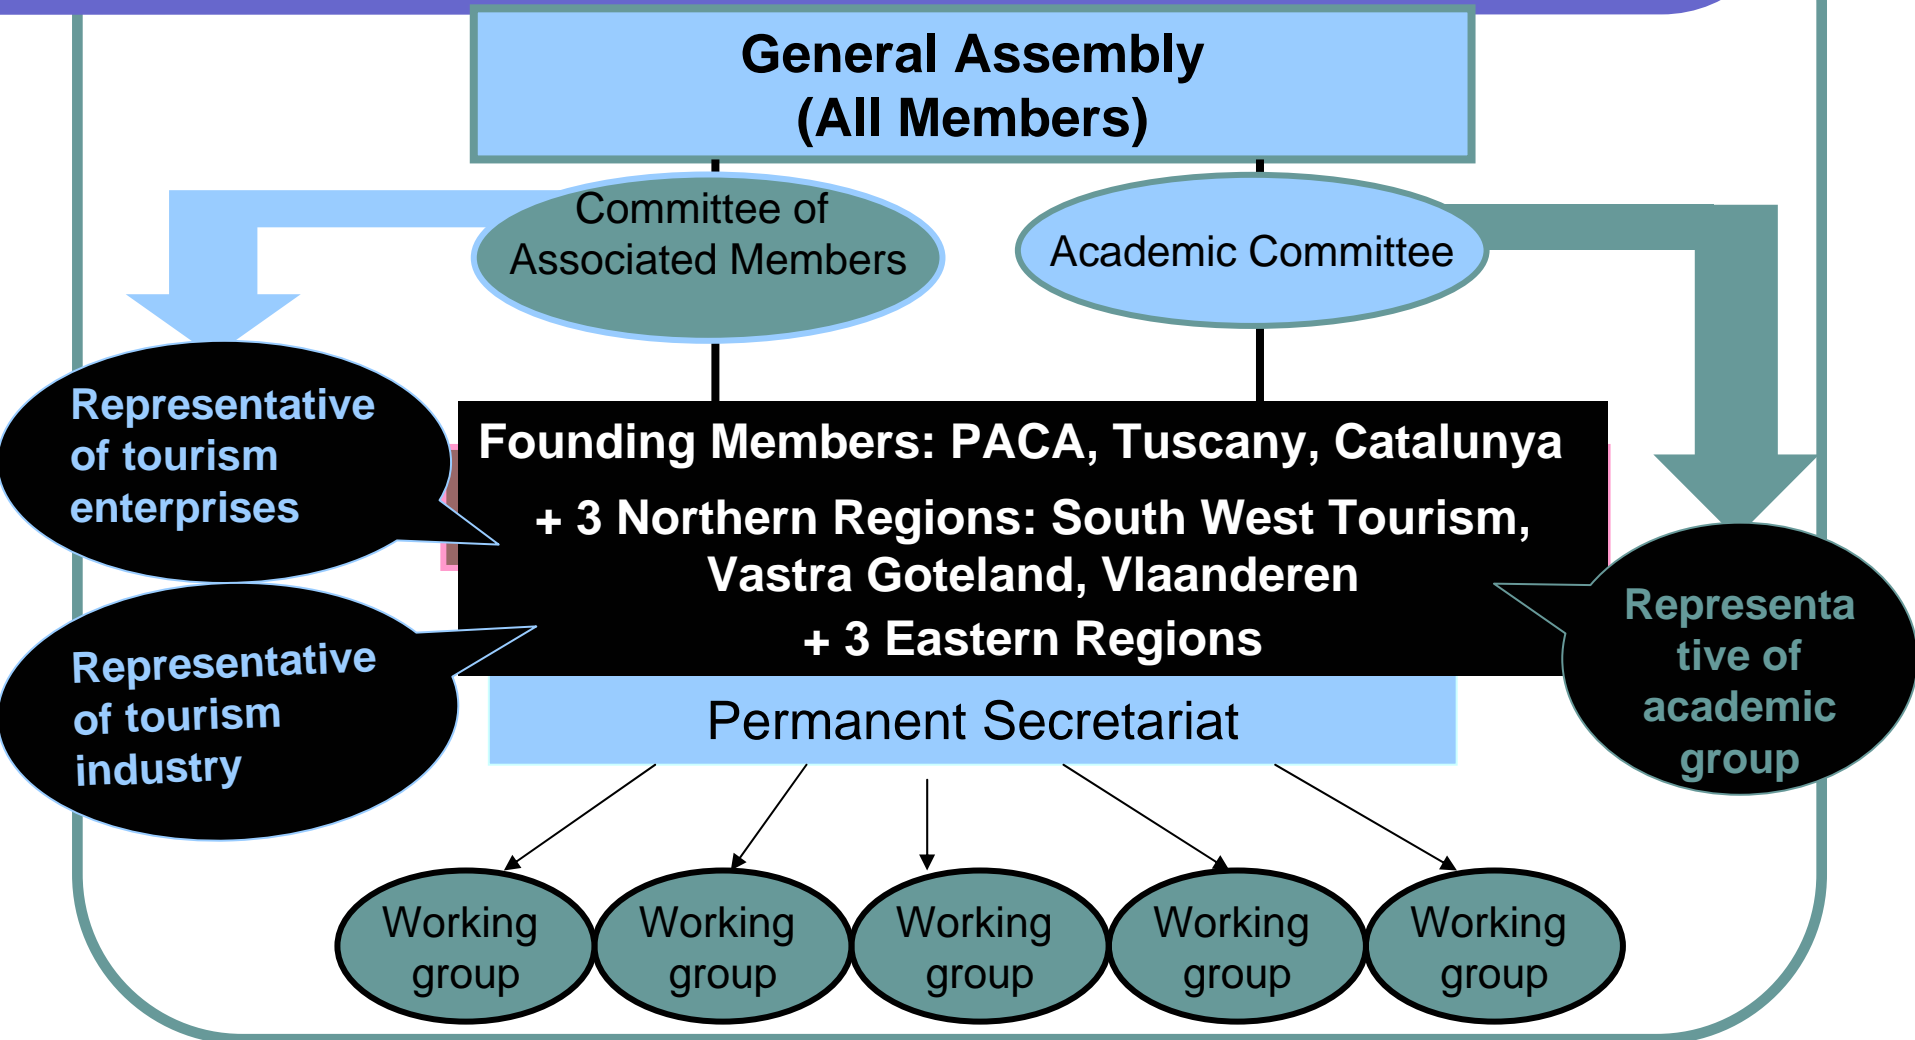 General Assembly
(All Members)
Committee of
Associated Members
Academic Committee
Representative
of tourism
enterprises
Founding Members: PACA, Tuscany, Catalunya
+ 3 Northern Regions: South West Tourism,
Vastra Goteland, Vlaanderen
+ 3 Eastern Regions
Representative
of tourism
industry
Representa
tive of
academic
group
Permanent Secretariat
Working
group
Working
group
Working
group
Working
group
Working
group